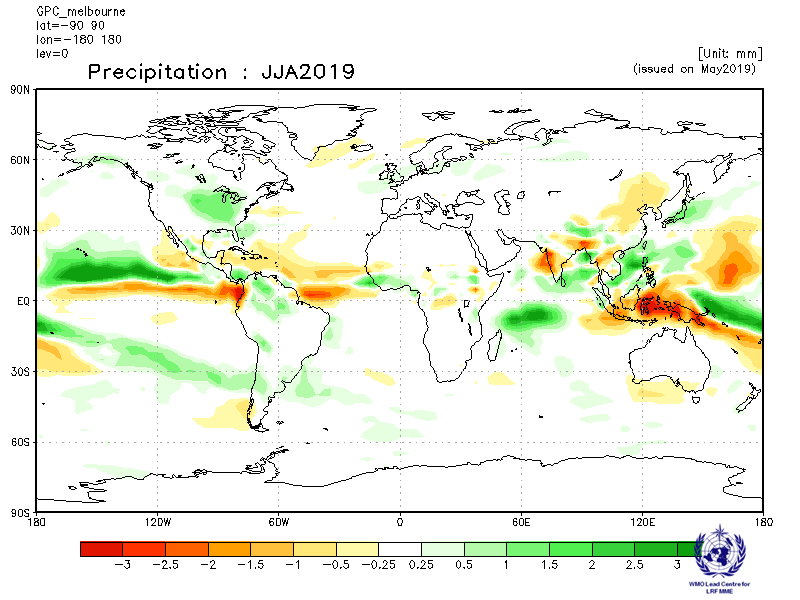 GPC_melbourne
lat=-90 90
lon=-180 180
lev=0
[Unit: mm]
Precipitation : JJA2019
(issued on May2019)
90N
60N
30N
EQ
30S
60S
90S
180 120W 60W 0 60E 120E 180
-3 -2.5 -2 -1.5 -1 -0.5 -0.25 0.25 0.5 1 1.5 2 2.5 3
WMO Lead Centre for
LRF MME